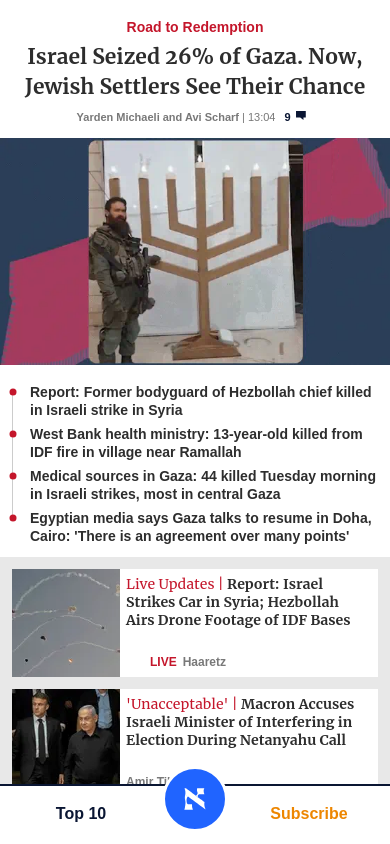 Road to Redemption
Israel Seized 26% of Gaza. Now,
Jewish Settlers See Their Chance
Yarden Michaeli and Avi Scharf | 13:04 9
Report: Former bodyguard of Hezbollah chief killed
in Israeli strike in Syria
West Bank health ministry: 13-year-old killed from
IDF fire in village near Ramallah
Medical sources in Gaza: 44 killed Tuesday morning
in Israeli strikes, most in central Gaza
Egyptian media says Gaza talks to resume in Doha,
Cairo: 'There is an agreement over many points'
Live Updates | Report: Israel
Strikes Car in Syria; Hezbollah
Airs Drone Footage of IDF Bases
LIVE Haaretz
'Unacceptable' | Macron Accuses
Israeli Minister of Interfering in
Election During Netanyahu Call
Amir
Top 10
Subscribe